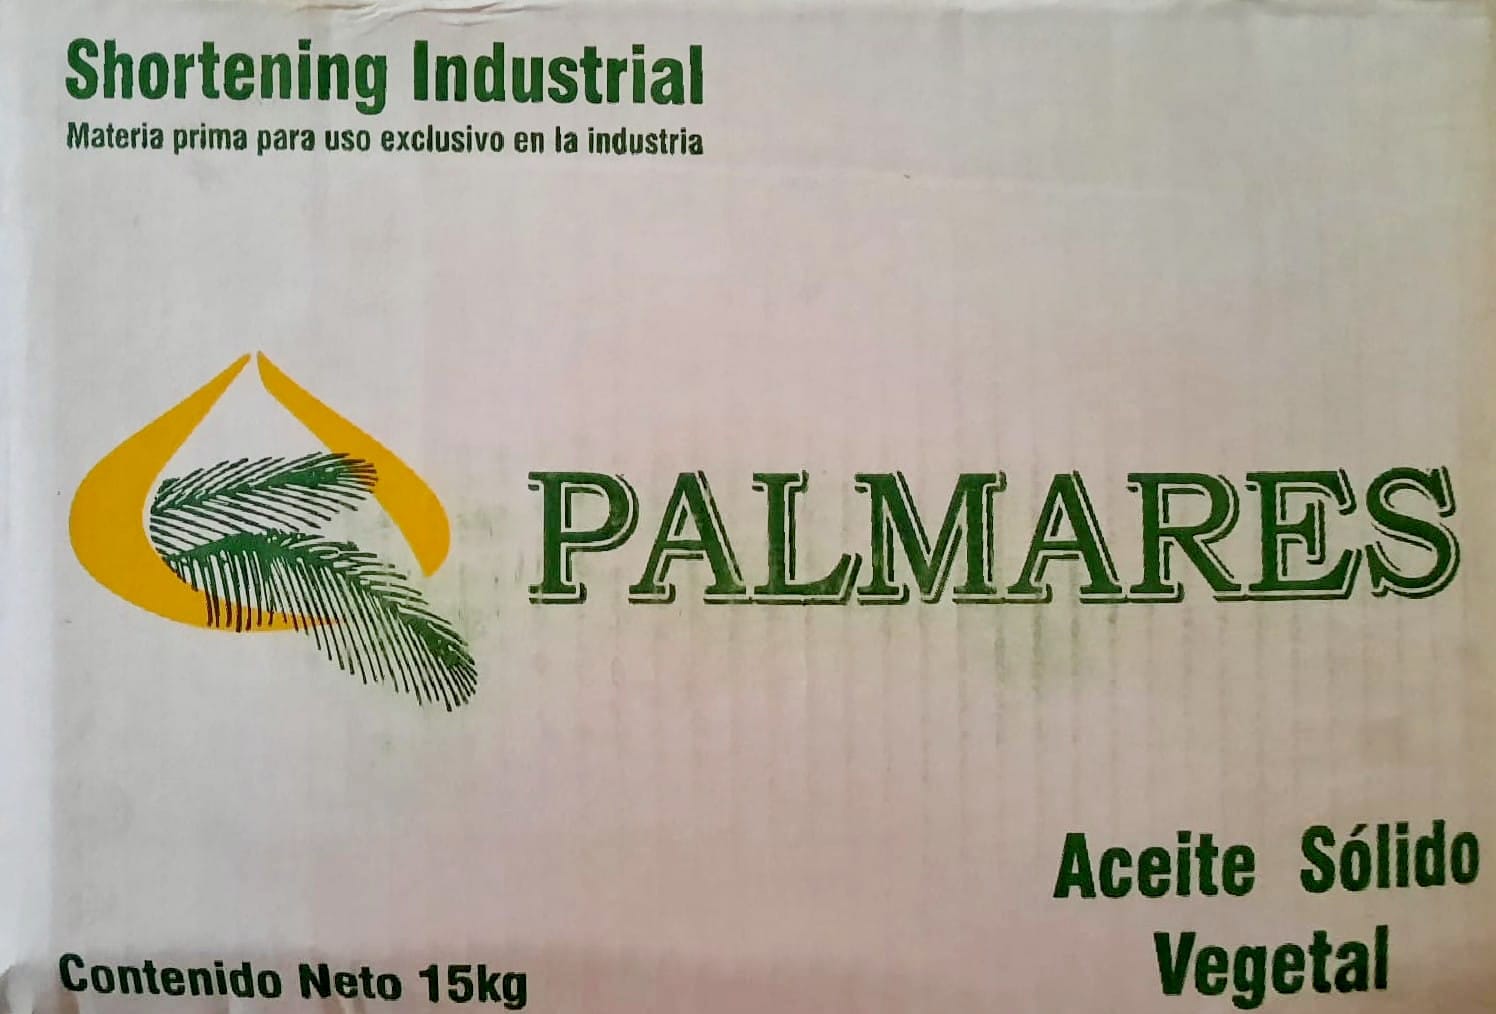 Shortening Industrial
Materia prima para uso exclusivo en la industria
PALMARES
Aceite Sólido
Vegetal
Contenido Neto 15kg